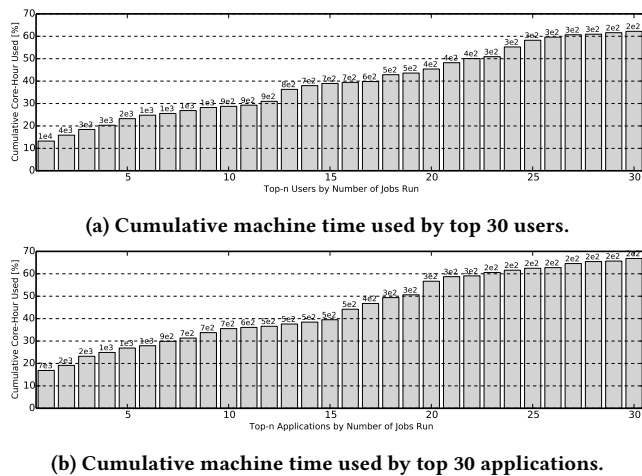 Cumulative Core-Hour Used [%]
70
60
50
40
30
20
10
0
1e4 4e3 3e3 3e3 2e3 1e3 1e3 1e3 1e3 9e2 9e2 9e2 8e2 7e2 7e2 7e2 6e2 5e2 5e2 4e2 4e2 4e2 3e2 3e2 3e2 3e2 3e2 3e2 2e2 2e2
5 10 15 20 25 30
Top-n Users by Number of Jobs Run
(a) Cumulative machine time used by top 30 users.
Cumulative Core-Hour Used [%]
70
60
50
40
30
20
10
0
7e3 2e3 2e3 1e3 1e3 1e3 9e2 7e2 7e2 7e2 6e2 5e2 5e2 5e2 5e2 5e2 4e2 3e2 3e2 3e2 3e2 3e2 2e2 2e2 2e2 2e2 2e2 2e2 2e2 2e2
5 10 15 20 25 30
Top-n Applications by Number of Jobs Run
(b) Cumulative machine time used by top 30 applications.